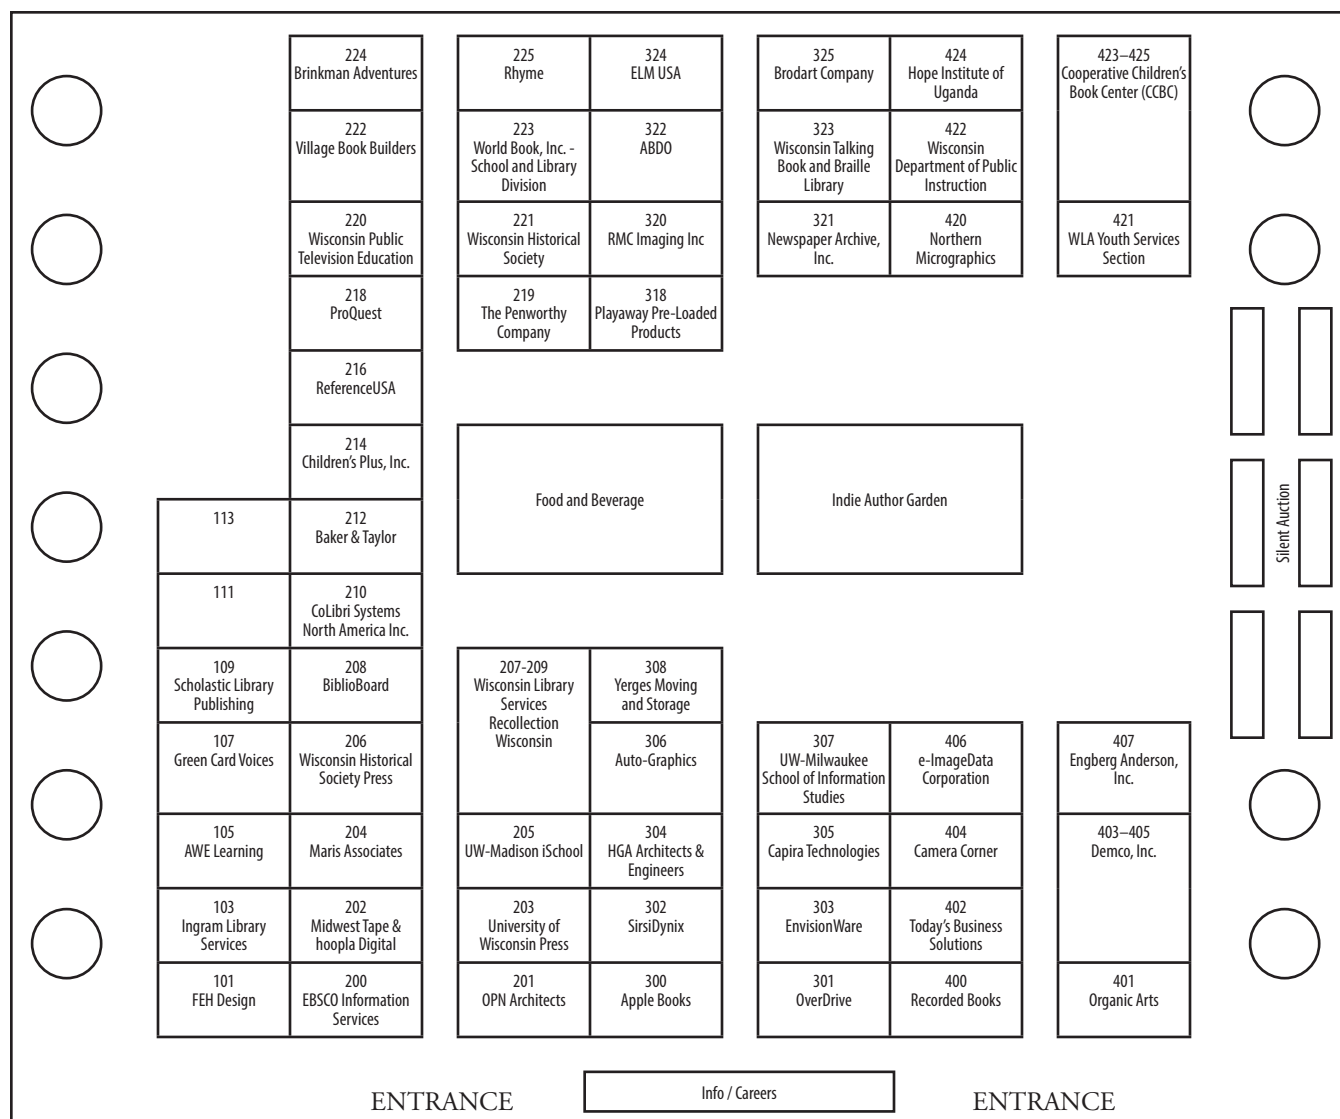 224
Brinkman Adventures
225
Rhyme
324
ELM USA
325
Brodart Company
424
Hope Institute of
Uganda
423–425
Cooperative Children's
Book Center (CCBC)
222
Village Book Builders
223
World Book, Inc. -
School and Library
Division
322
ABDO
323
Wisconsin Talking
Book and Braille
Library
422
Wisconsin
Department of Public
Instruction
220
Wisconsin Public
Television Education
221
Wisconsin Historical
Society
320
RMC Imaging Inc
321
Newspaper Archive,
Inc.
420
Northern
Micrographics
421
WLA Youth Services
Section
218
ProQuest
219
The Penworthy
Company
318
Playaway Pre-Loaded
Products
216
ReferenceUSA
214
Children's Plus, Inc.
Food and Beverage
Indie Author Garden
Silent Auction
113
212
Baker & Taylor
111
210
CoLibri Systems
North America Inc.
109
Scholastic Library
Publishing
208
BiblioBoard
207-209
Wisconsin Library
Services
Recollection
Wisconsin
308
Yerges Moving
and Storage
107
Green Card Voices
206
Wisconsin Historical
Society Press
306
Auto-Graphics
307
UW-Milwaukee
School of Information
Studies
406
e-ImageData
Corporation
407
Engberg Anderson,
Inc.
105
AWE Learning
204
Maris Associates
205
UW-Madison iSchool
304
HGA Architects &
Engineers
305
Capira Technologies
404
Camera Corner
403–405
Demco, Inc.
103
Ingram Library
Services
202
Midwest Tape &
hoopla Digital
203
University of
Wisconsin Press
302
SirsiDynix
303
EnvisionWare
402
Today's Business
Solutions
101
FEH Design
200
EBSCO Information
Services
201
OPN Architects
300
Apple Books
301
OverDrive
400
Recorded Books
401
Organic Arts
ENTRANCE
Info / Careers
ENTRANCE